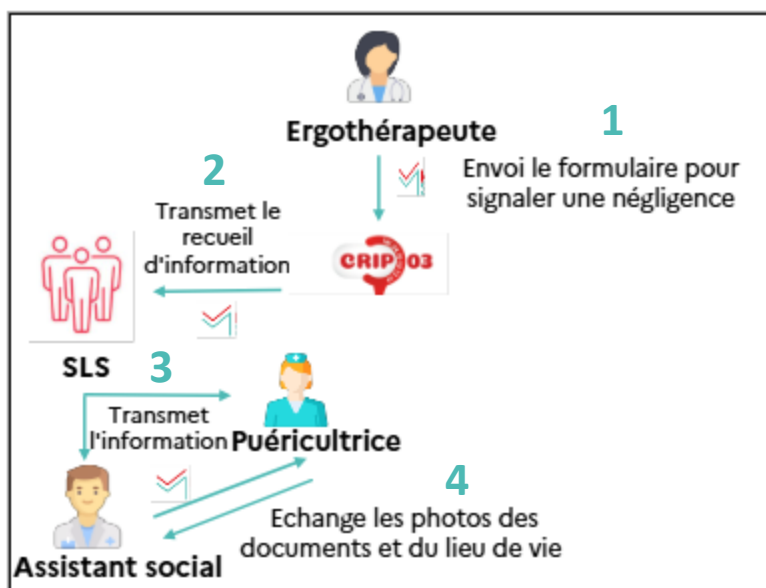 Ergothérapeute
1
Envoi le formulaire pour
signaler une négligence
2
Transmet le
recueil
d'information
CRIP 03
SLS
3
Transmet
l'information
Puéricultrice
4
Echange les photos des
documents et du lieu de vie
Assistant social